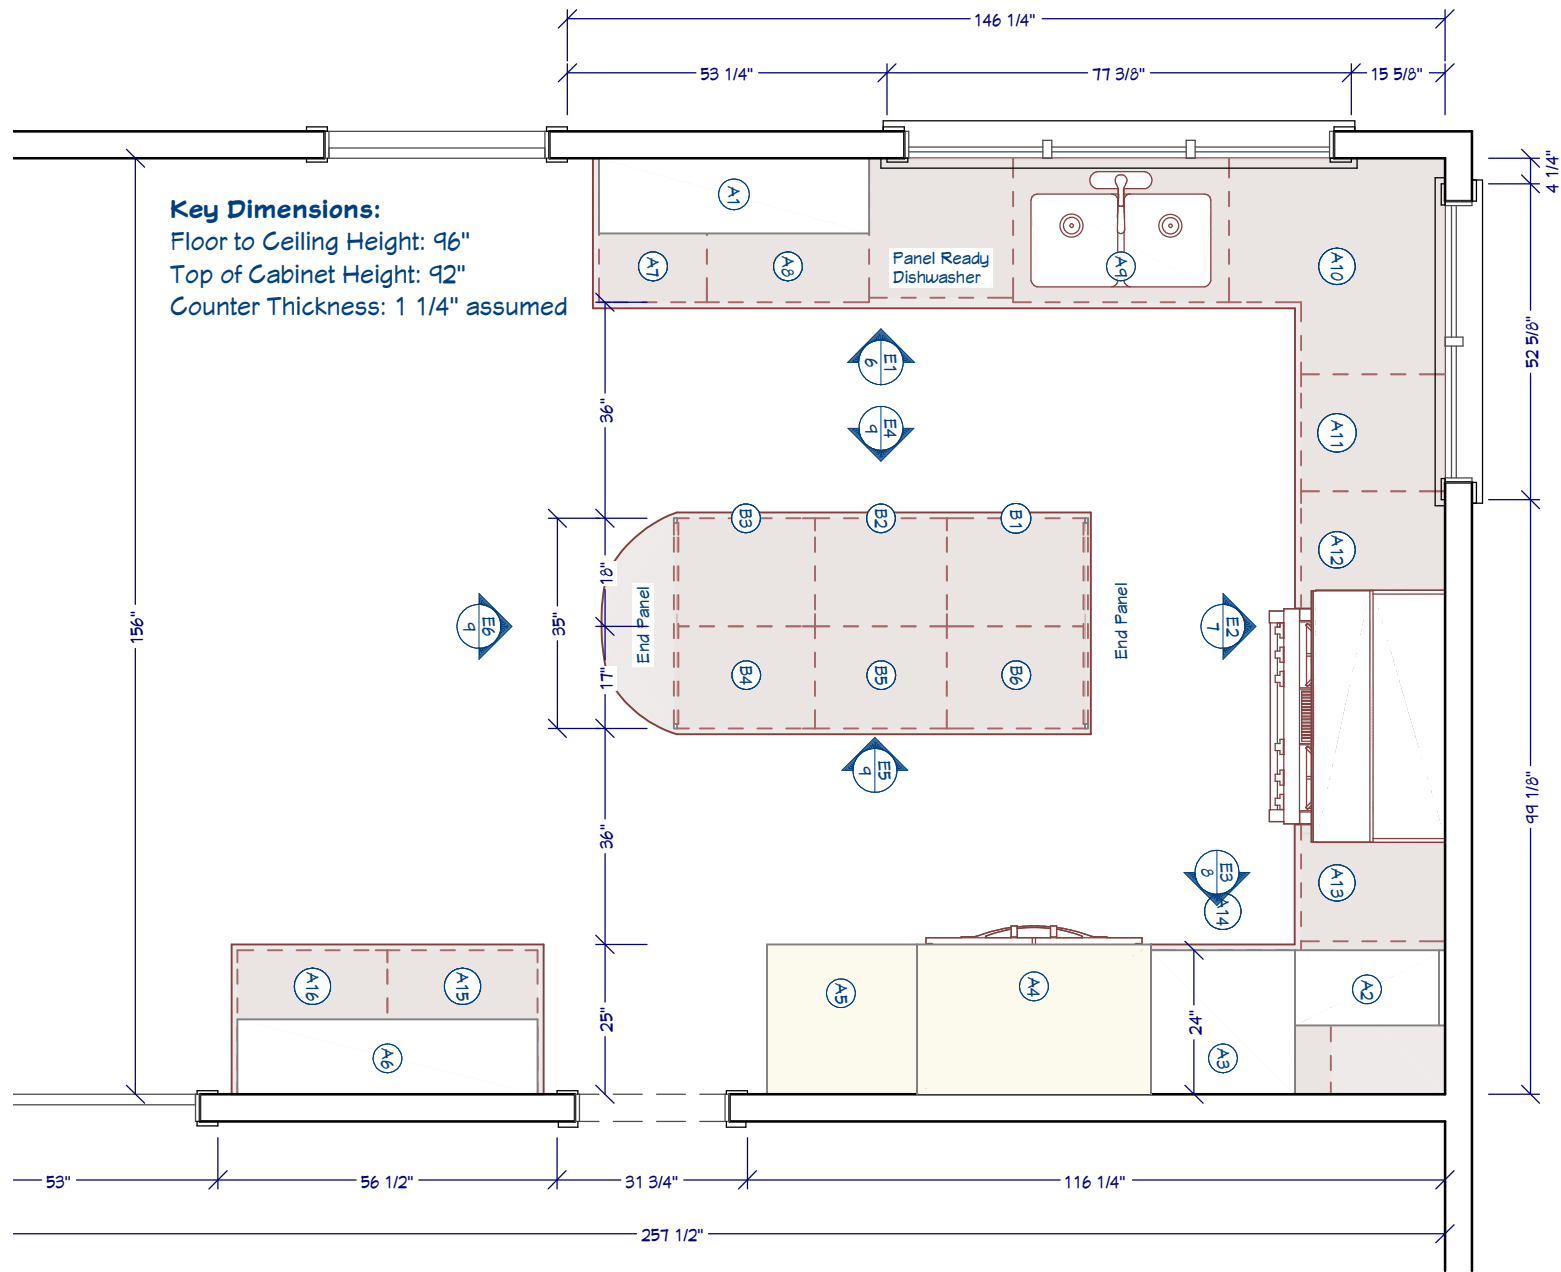 146 1/4"
53 1/4"
77 3/8"
15 5/8"
4 1/4"
Key Dimensions:
Floor to Ceiling Height: 96"
Top of Cabinet Height: 92"
Counter Thickness: 1 1/4" assumed
A1
A7
A8
Panel Ready
Dishwasher
A9
A10
52 5/8"
E1
6
36"
E4
9
A11
B3
B2
B1
A12
18"
156"
35"
End Panel
End Panel
E6
9
E2
7
17"
B4
B5
B6
E5
9
99 1/8"
36"
E3
8
A13
A14
A16
A15
A5
A4
A2
25"
24"
A6
A3
53"
56 1/2"
31 3/4"
116 1/4"
257 1/2"